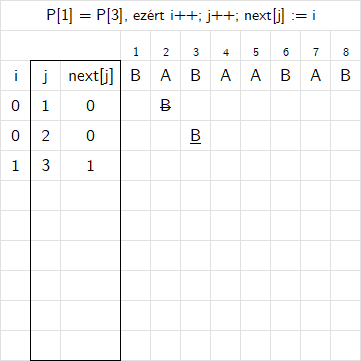 P[1] = P[3], ezért i++; j++; next[j] := i
1 2 3 4 5 6 7 8
i j next[j] B A B A A B A B
0 1 0 B
0 2 0 B
1 3 1